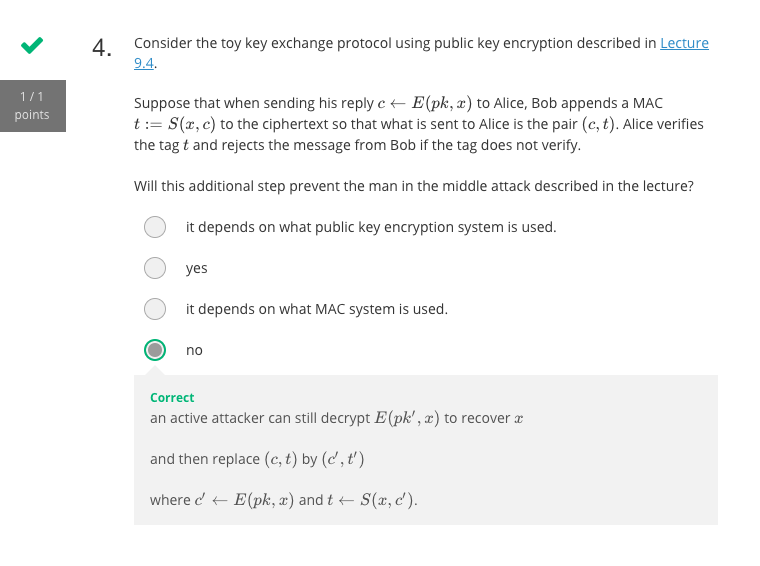 4.
Consider the toy key exchange protocol using public key encryption described in Lecture
9.4.
1 / 1
points
Suppose that when sending his reply c ← E(pk, x) to Alice, Bob appends a MAC
t := S(x, c) to the ciphertext so that what is sent to Alice is the pair (c, t). Alice verifies
the tag t and rejects the message from Bob if the tag does not verify.
Will this additional step prevent the man in the middle attack described in the lecture?
it depends on what public key encryption system is used.
yes
it depends on what MAC system is used.
no
Correct
an active attacker can still decrypt E(pk′, x) to recover x
and then replace (c, t) by (c′, t′)
where c′ ← E(pk, x) and t ← S(x, c′).